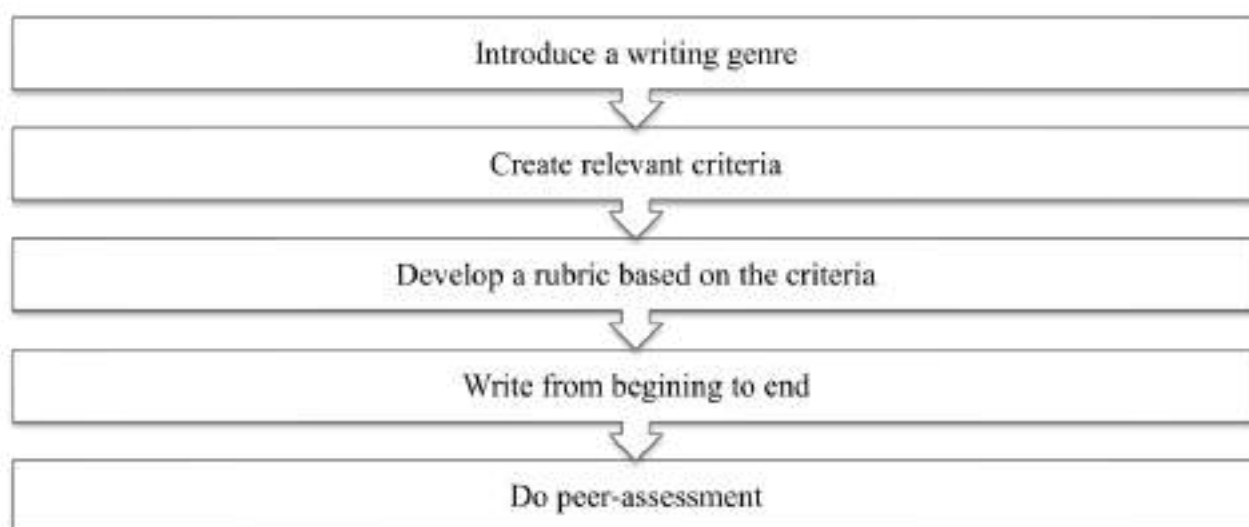 Introduce a writing genre
Create relevant criteria
Develop a rubric based on the criteria
Write from begining to end
Do peer-assessment